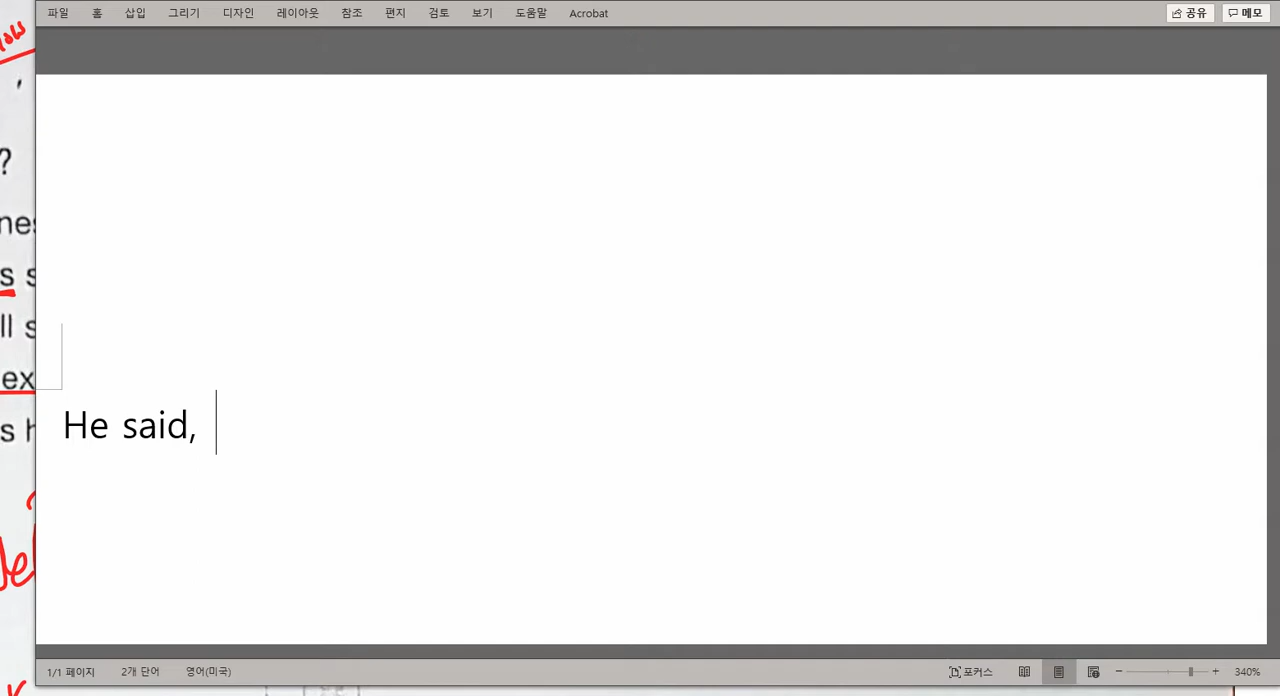 파일 홈 삽입 그리기 디자인 레이아웃 참조 편지 검토 보기 도움말 Acrobat 공유 메모
?
s s
ll s
ex
s h
He said,
1/1 페이지 2개 단어 영어(미국) 포커스 340%